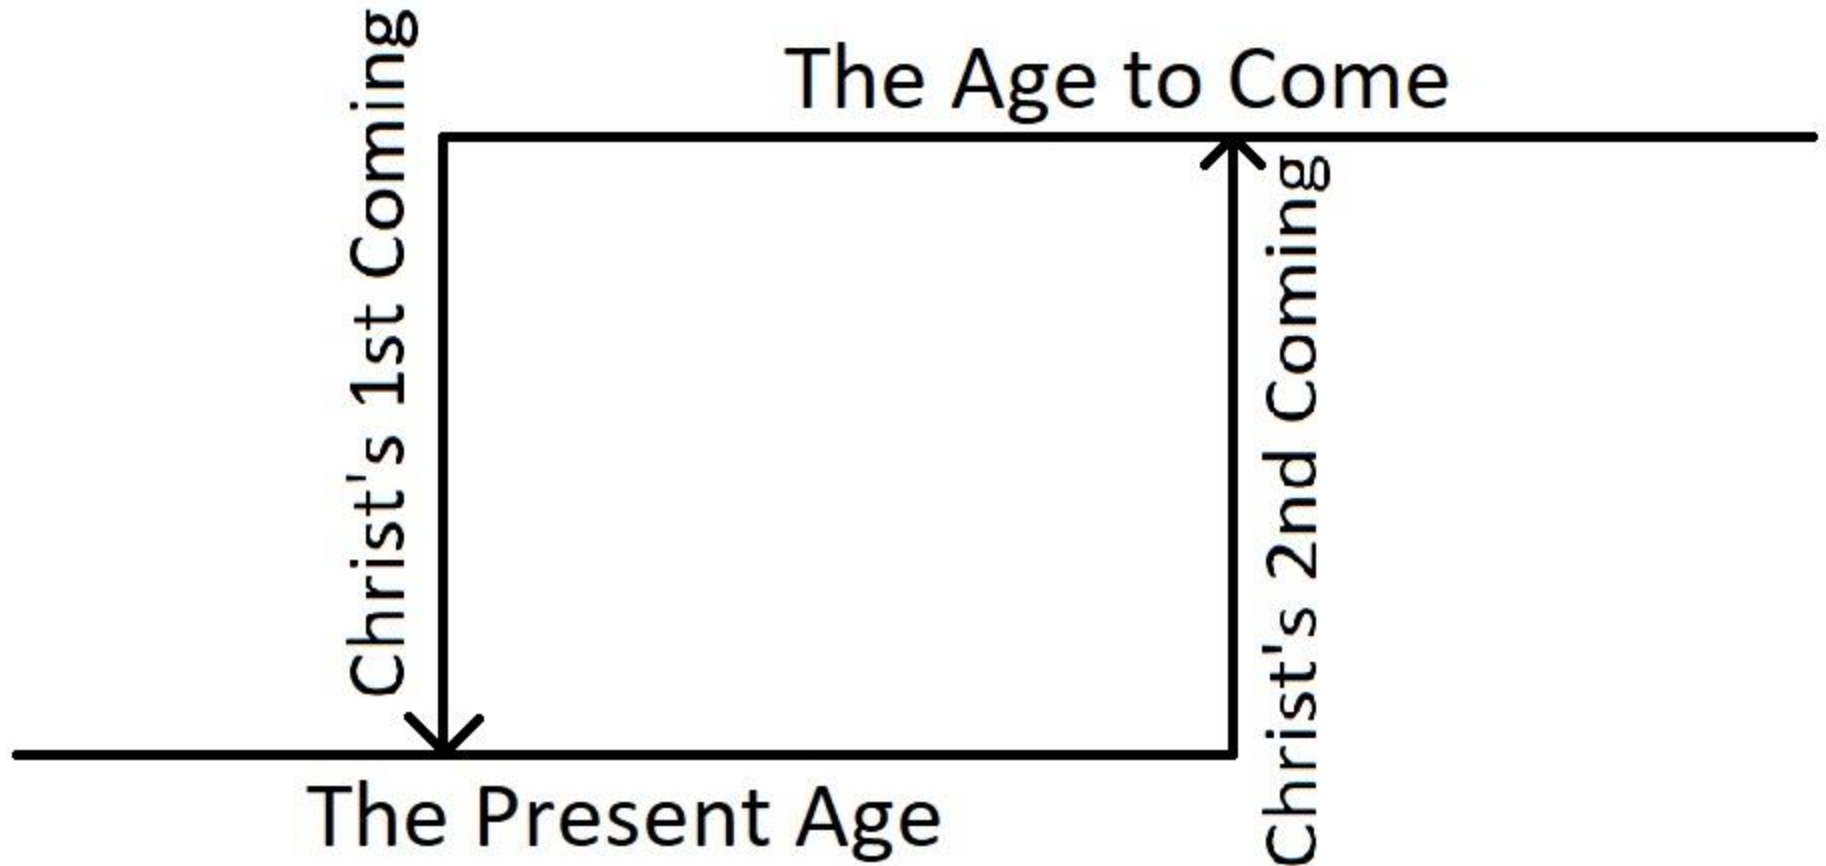 The Age to Come
Christ's 1st Coming
Christ's 2nd Coming
The Present Age